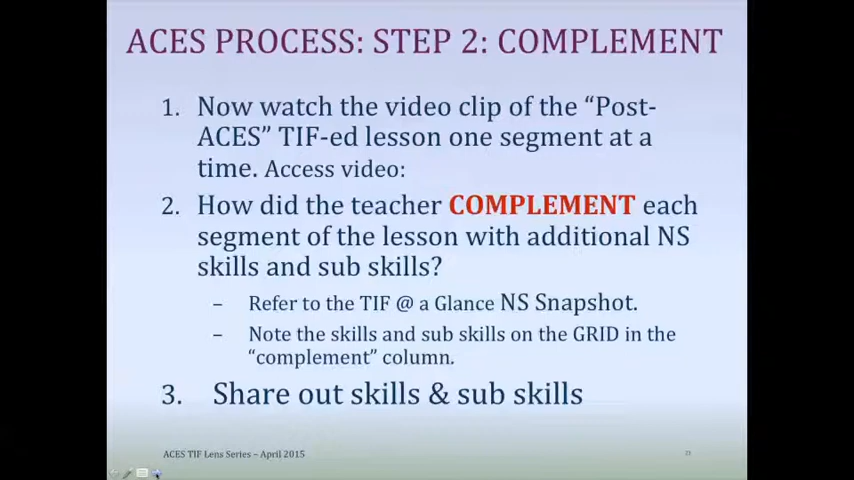 ACES PROCESS: STEP 2: COMPLEMENT
1. Now watch the video clip of the “Post-
ACES” TIF-ed lesson one segment at a
time. Access video:
2. How did the teacher COMPLEMENT each
segment of the lesson with additional NS
skills and sub skills?
– Refer to the TIF @ a Glance NS Snapshot.
– Note the skills and sub skills on the GRID in the
“complement” column.
3. Share out skills & sub skills
ACES TIF Lens Series – April 2015